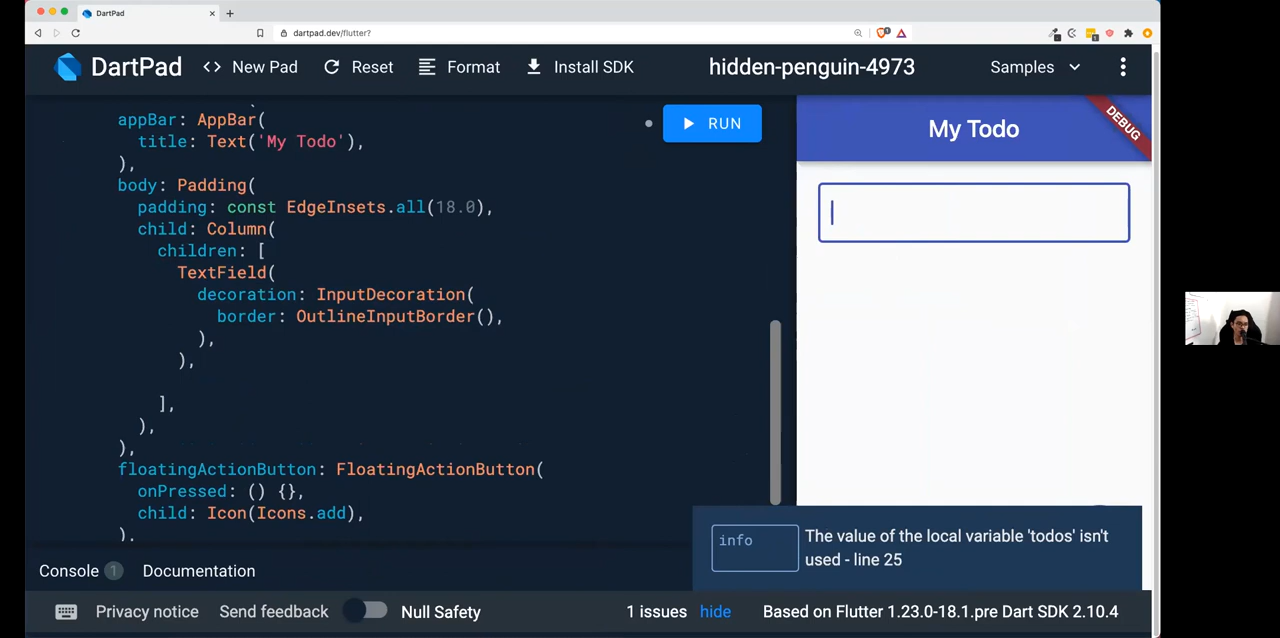 DartPad
dartpad.dev/flutter?
DartPad
New Pad
Reset
Format
Install SDK
hidden-penguin-4973
Samples
appBar: AppBar(
title: Text('My Todo'),
),
body: Padding(
padding: const EdgeInsets.all(18.0),
child: Column(
children: [
TextField(
decoration: InputDecoration(
border: OutlineInputBorder(),
),
),
],
),
),
floatingActionButton: FloatingActionButton(
onPressed: () {},
child: Icon(Icons.add),
),
RUN
My Todo
DEBUG
info
The value of the local variable 'todos' isn't
used - line 25
Console 1
Documentation
Privacy notice
Send feedback
Null Safety
1 issues
hide
Based on Flutter 1.23.0-18.1.pre Dart SDK 2.10.4